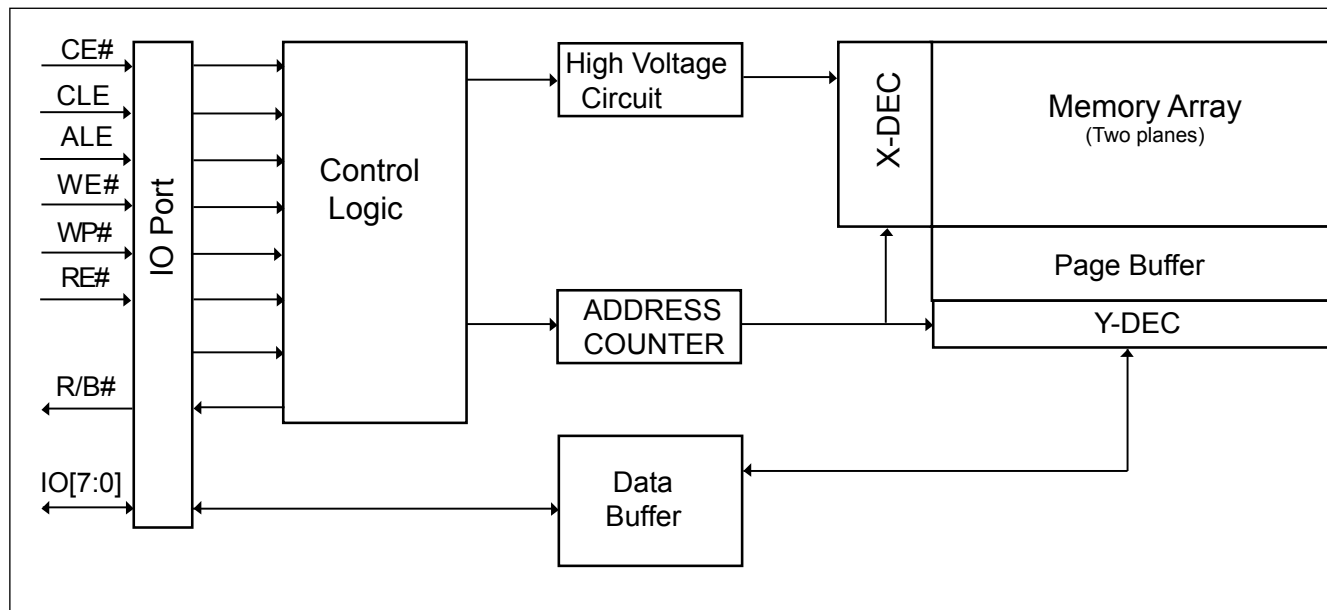 CE#
CLE
ALE
WE#
WP#
RE#
R/B#
IO[7:0]
IO Port
Control
Logic
High Voltage
Circuit
ADDRESS
COUNTER
Data
Buffer
X-DEC
Memory Array
(Two planes)
Page Buffer
Y-DEC